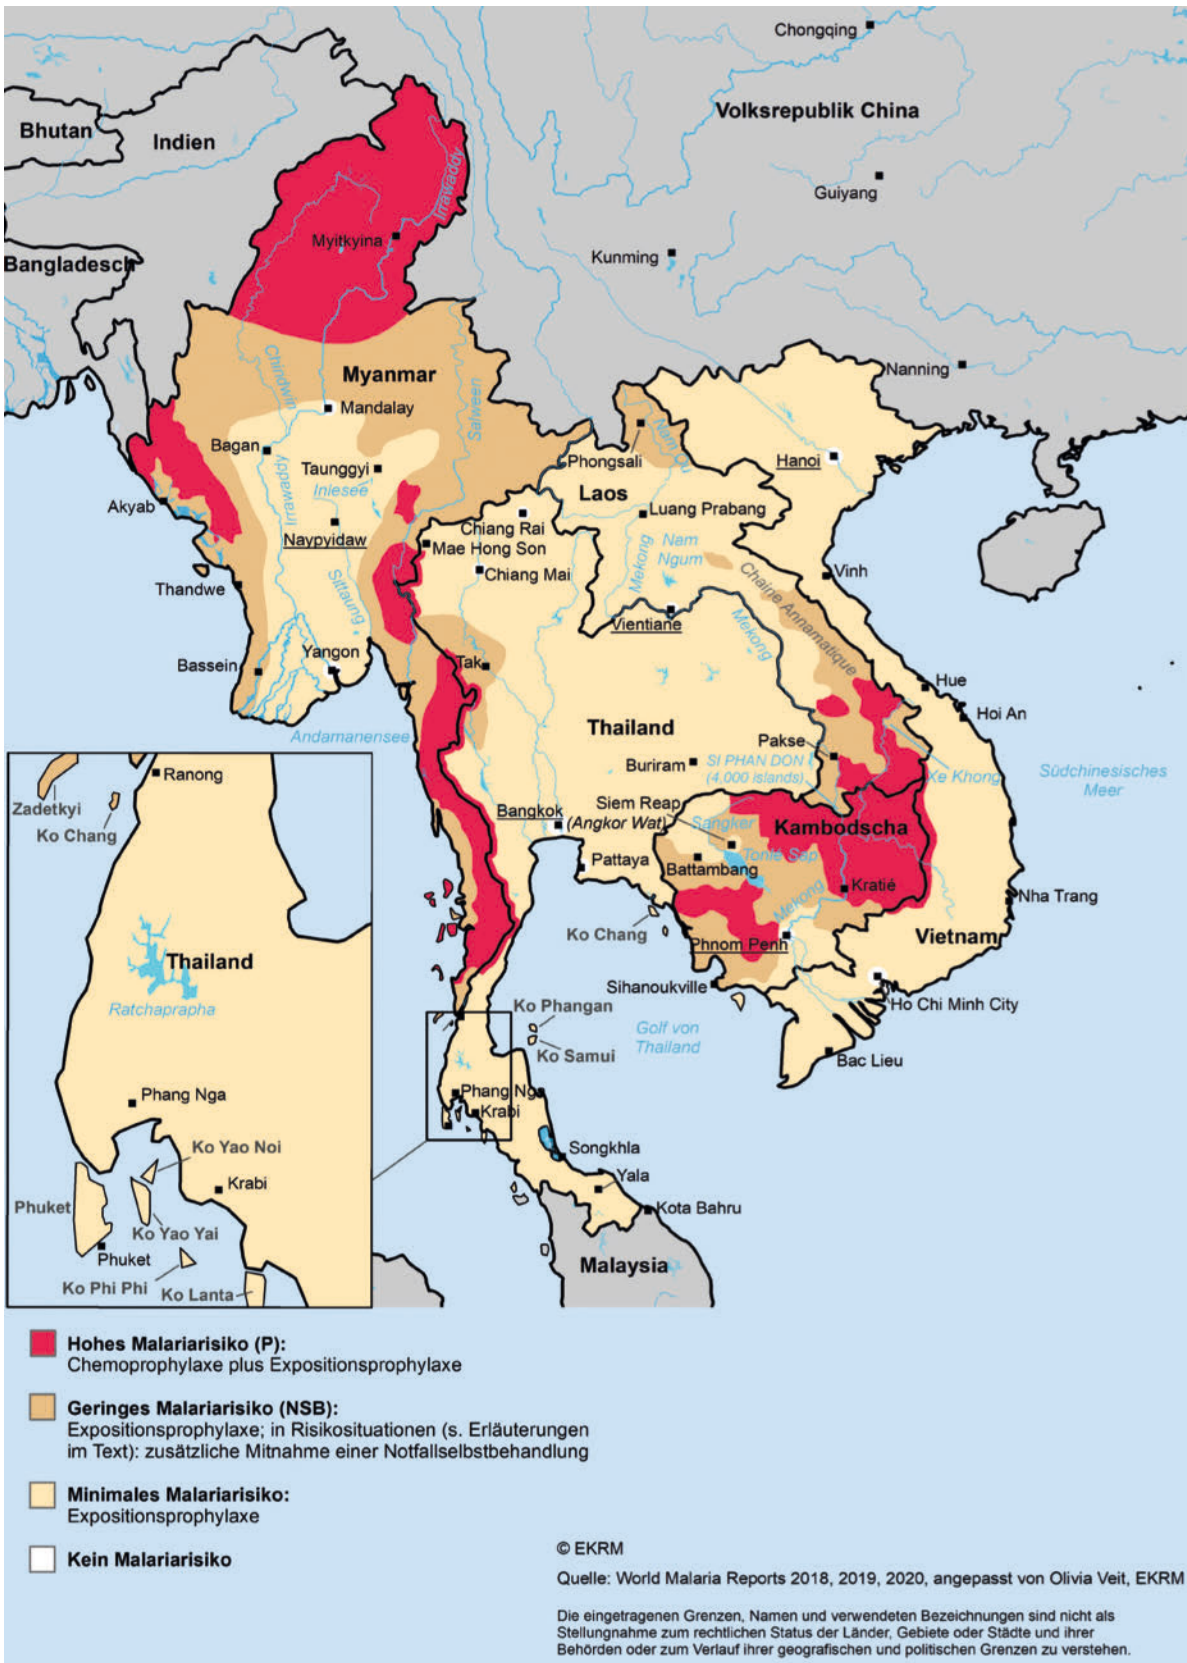 Chongqing
Volksrepublik China
Bhutan
Indien
Guiyang
Irrawaddy
Myitkyina
Kunming
Bangladesch
Nanning
Chindwin
Myanmar
Salween
Mandalay
Bagan
Phongsali
Nam Ou
Hanoi
Taunggyi
Inlesee
Irrawaddy
Laos
Akyab
Luang Prabang
Chiang Rai
Naypyidaw
Mae Hong Son
Nam
Ngum
Mekong
Chiang Mai
Vinh
Thandwe
Sittaung
Chaine Annamatique
Vientiane
Mekong
Yangon
Bassein
Tak
Hue
Hoi An
Andamanensee
Thailand
Pakse
SI PHAN DON
(4.000 islands)
Buriram
Xe Khong
Südchinesisches
Meer
Ranong
Zadetkyi
Ko Chang
Siem Reap
Bangkok
(Angkor Wat)
Sangker
Kambodscha
Tonlé Sap
Pattaya
Battambang
Kratié
Mekong
Nha Trang
Ko Chang
Phnom Penh
Vietnam
Thailand
Ratchaprapha
Sihanoukville
Ho Chi Minh City
Ko Phangan
Golf von
Thailand
Ko Samui
Bac Lieu
Phang Nga
Krabi
Phang Nga
Ko Yao Noi
Songkhla
Yala
Krabi
Phuket
Ko Yao Yai
Kota Bahru
Phuket
Ko Phi Phi
Ko Lanta
Malaysia
Hohes Malariarisiko (P):
Chemoprophylaxe plus Expositionsprophylaxe
Geringes Malariarisiko (NSB):
Expositionsprophylaxe; in Risikosituationen (s. Erläuterungen
im Text): zusätzliche Mitnahme einer Notfallselbstbehandlung
Minimales Malariarisiko:
Expositionsprophylaxe
Kein Malariarisiko
© EKRM
Quelle: World Malaria Reports 2018, 2019, 2020, angepasst von Olivia Veit, EKRM
Die eingetragenen Grenzen, Namen und verwendeten Bezeichnungen sind nicht als
Stellungnahme zum rechtlichen Status der Länder, Gebiete oder Städte und ihrer
Behörden oder zum Verlauf ihrer geografischen und politischen Grenzen zu verstehen.